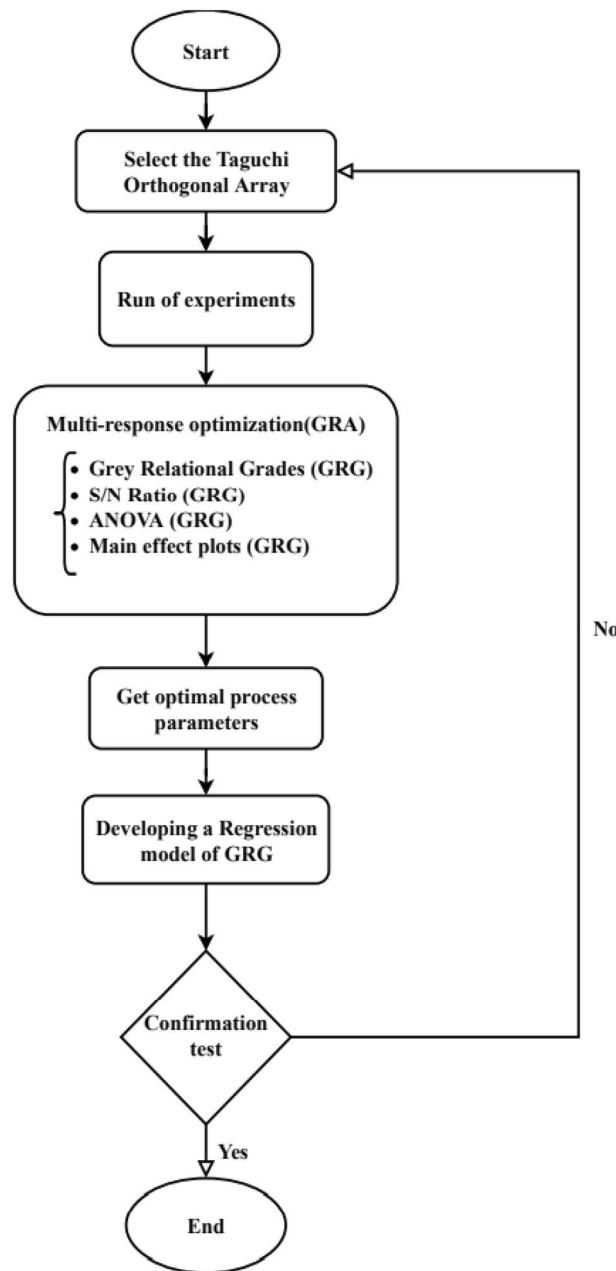 Start
Select the Taguchi
Orthogonal Array
Run of experiments
Multi-response optimization(GRA)
• Grey Relational Grades (GRG)
• S/N Ratio (GRG)
• ANOVA (GRG)
• Main effect plots (GRG)
No
Get optimal process
parameters
Developing a Regression
model of GRG
Confirmation
test
Yes
End